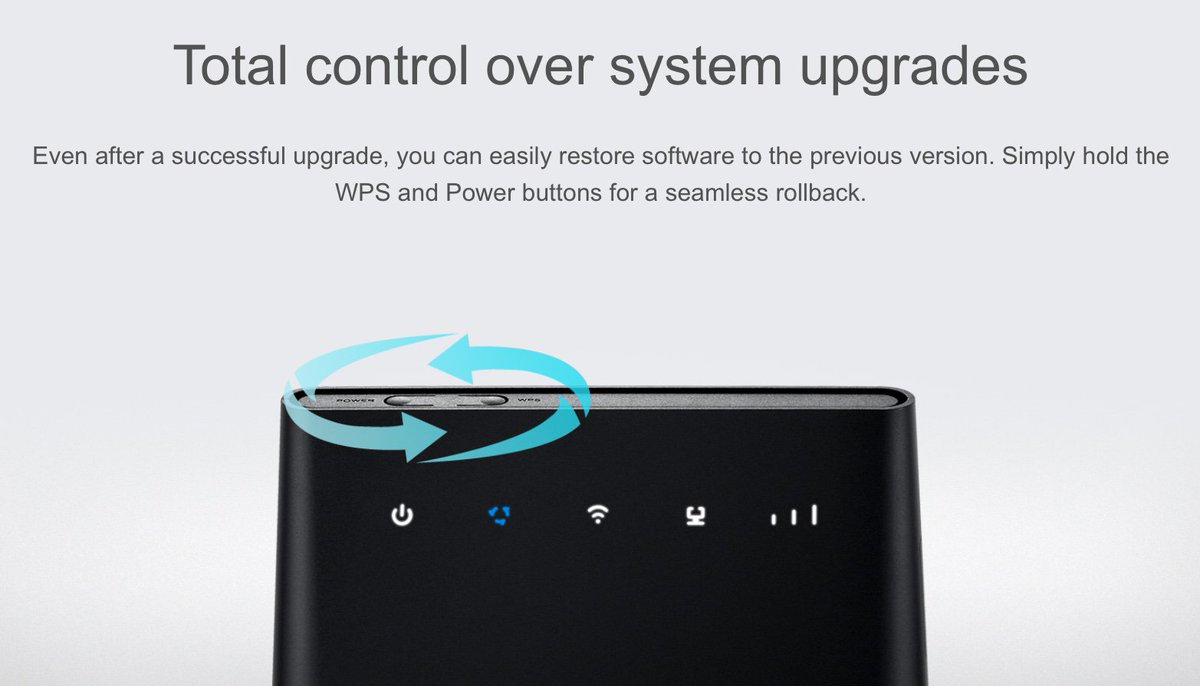 Total control over system upgrades
Even after a successful upgrade, you can easily restore software to the previous version. Simply hold the
WPS and Power buttons for a seamless rollback.
POWER WPS